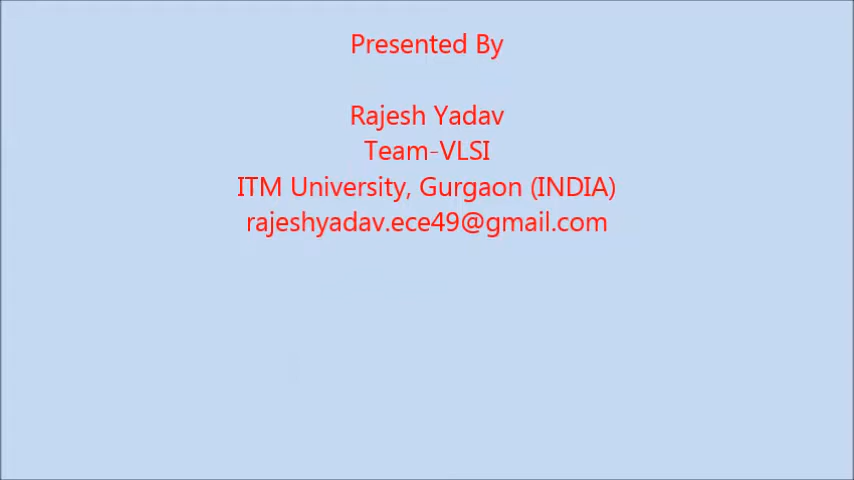 Presented By
Rajesh Yadav
Team-VLSI
ITM University, Gurgaon (INDIA)
rajeshyadav.ece49@gmail.com